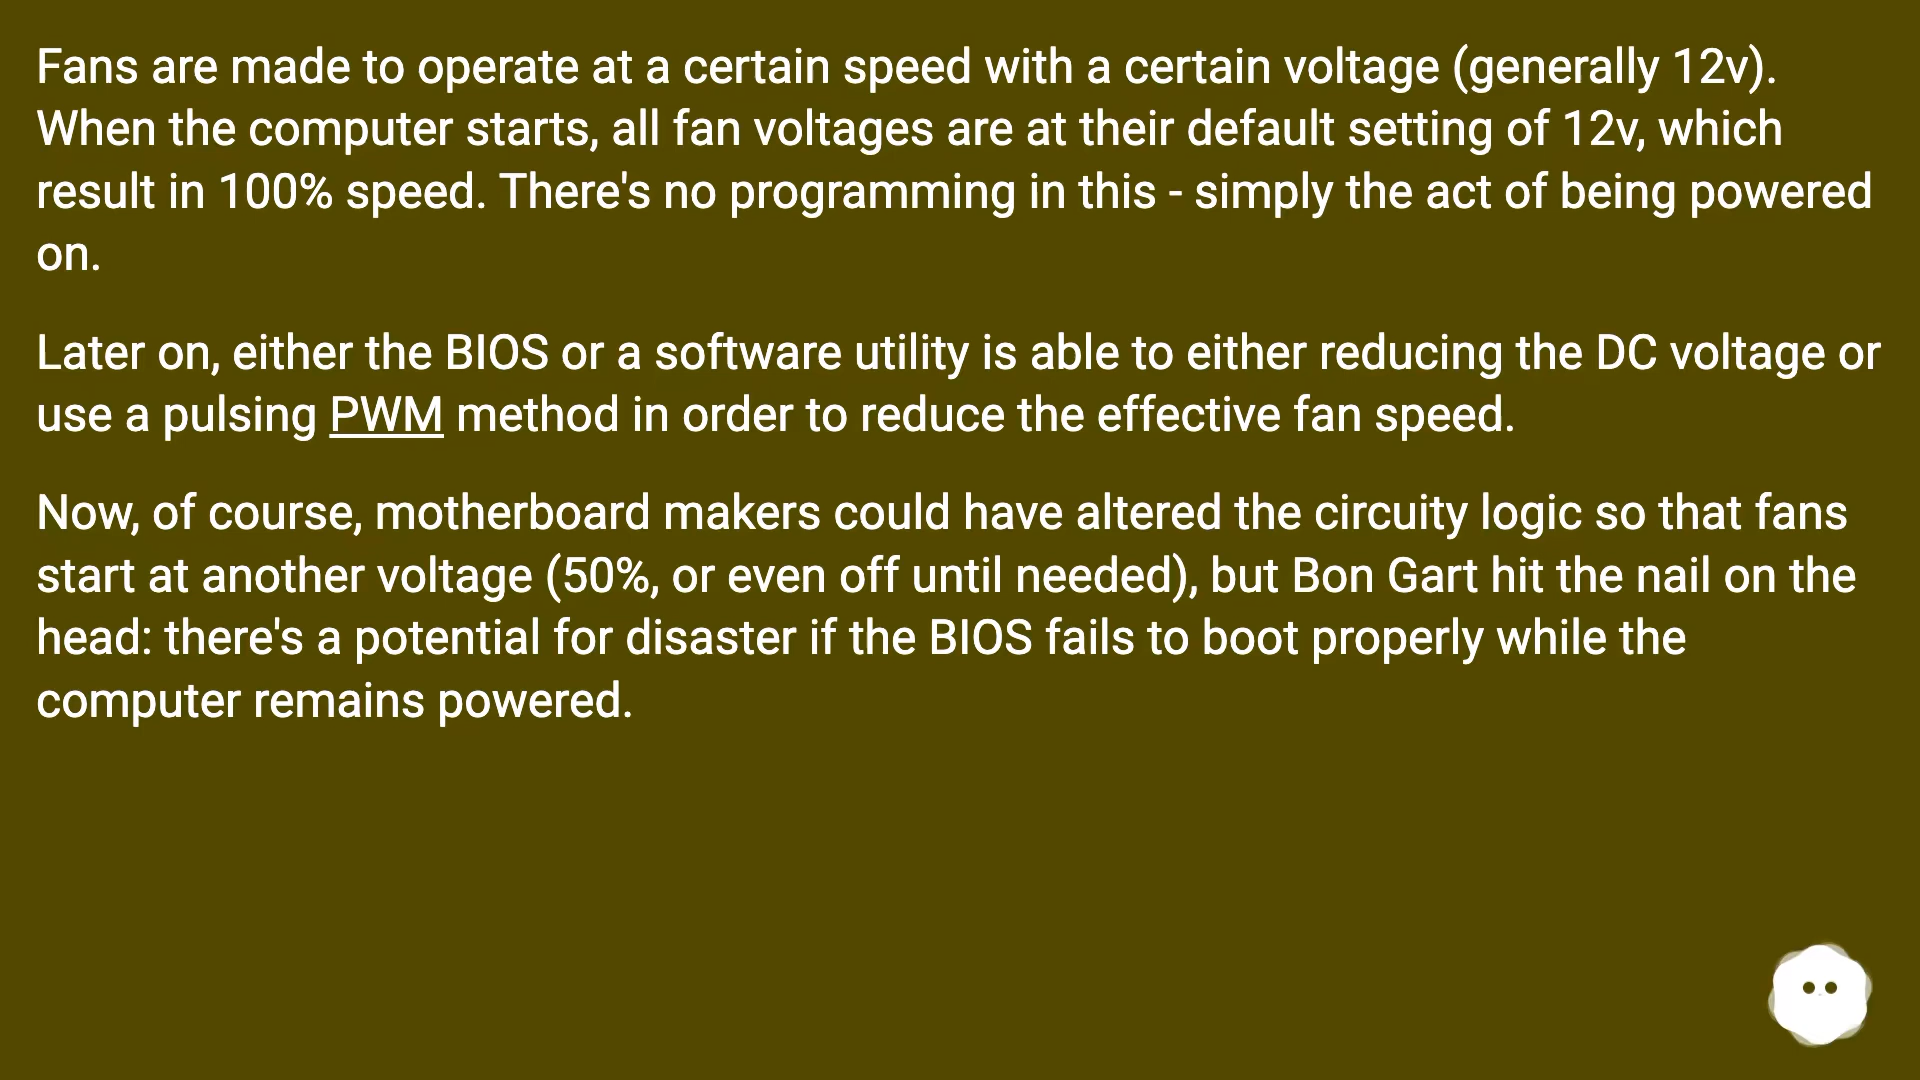 Fans are made to operate at a certain speed with a certain voltage (generally 12v).
When the computer starts, all fan voltages are at their default setting of 12v, which
result in 100% speed. There's no programming in this - simply the act of being powered
on.
Later on, either the BIOS or a software utility is able to either reducing the DC voltage or
use a pulsing PWM method in order to reduce the effective fan speed.
Now, of course, motherboard makers could have altered the circuity logic so that fans
start at another voltage (50%, or even off until needed), but Bon Gart hit the nail on the
head: there's a potential for disaster if the BIOS fails to boot properly while the
computer remains powered.